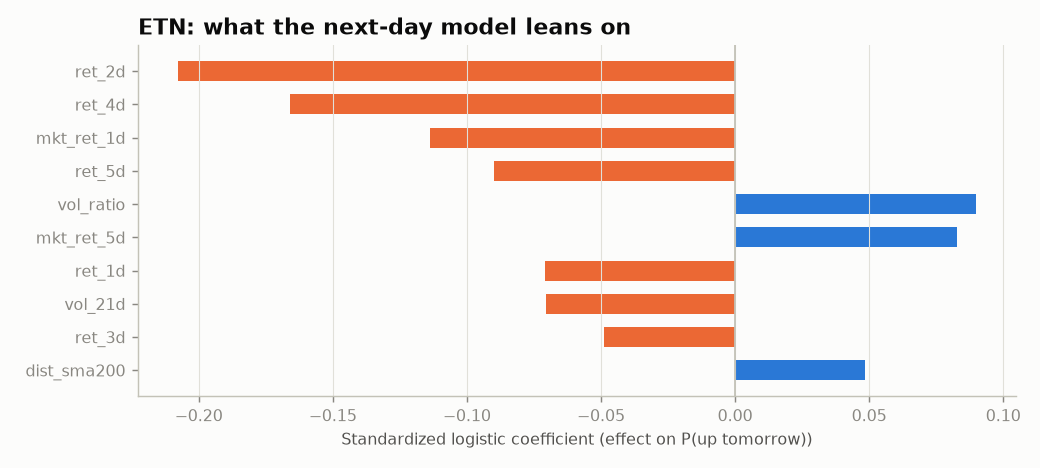 ETN: what the next-day model leans on
ret_2d
ret_4d
mkt_ret_1d
ret_5d
vol_ratio
mkt_ret_5d
ret_1d
vol_21d
ret_3d
dist_sma200
−0.20 −0.15 −0.10 −0.05 0.00 0.05 0.10
Standardized logistic coefficient (effect on P(up tomorrow))